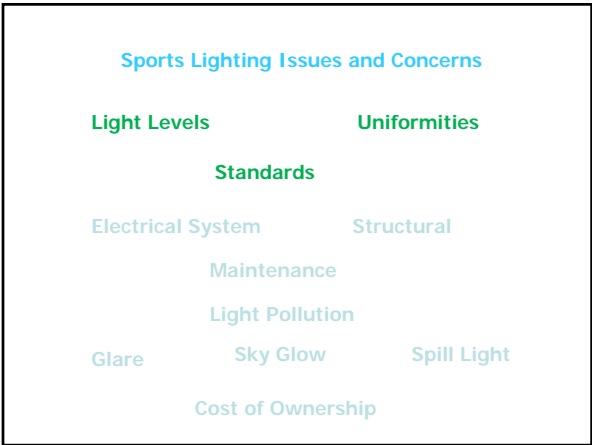 Sports Lighting Issues and Concerns
Light Levels Uniformities
Standards
Electrical System Structural
Maintenance
Light Pollution
Glare Sky Glow Spill Light
Cost of Ownership